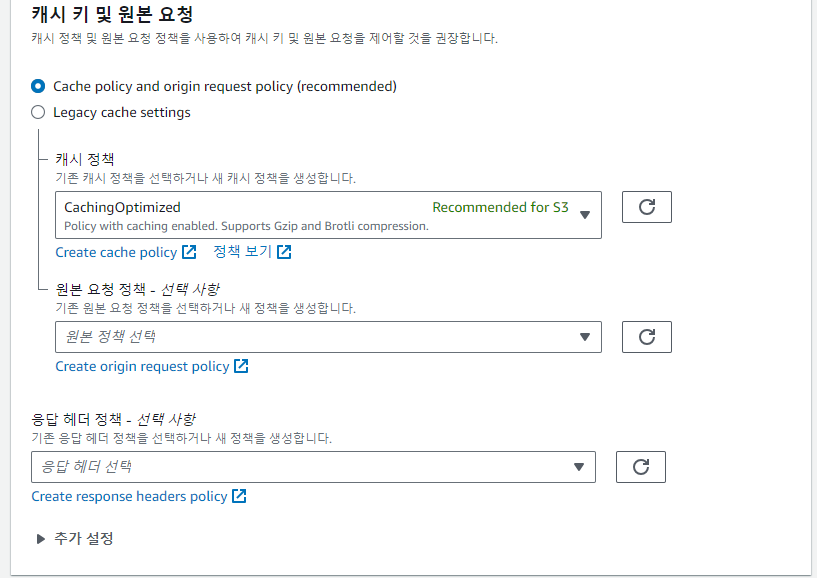 캐시 키 및 원본 요청
캐시 정책 및 원본 요청 정책을 사용하여 캐시 키 및 원본 요청을 제어할 것을 권장합니다.
Cache policy and origin request policy (recommended)
Legacy cache settings
캐시 정책
기존 캐시 정책을 선택하거나 새 캐시 정책을 생성합니다.
CachingOptimized Recommended for S3
Policy with caching enabled. Supports Gzip and Brotli compression.
Create cache policy 정책 보기
원본 요청 정책 - 선택 사항
기존 원본 요청 정책을 선택하거나 새 정책을 생성합니다.
원본 정책 선택
Create origin request policy
응답 헤더 정책 - 선택 사항
기존 응답 헤더 정책을 선택하거나 새 정책을 생성합니다.
응답 헤더 선택
Create response headers policy
추가 설정